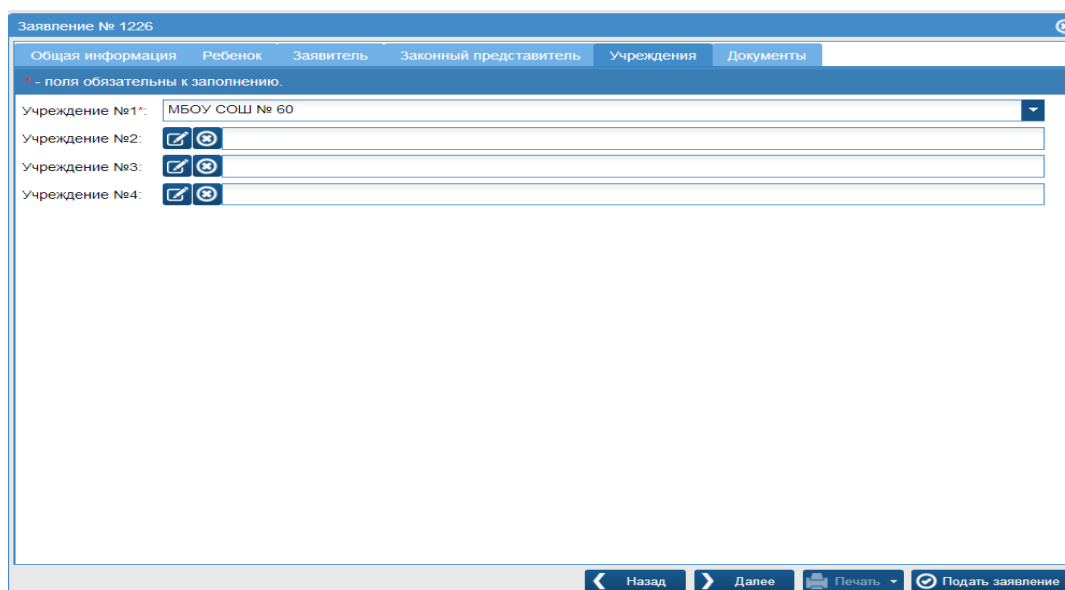 Заявление № 1226
Общая информация Ребенок Заявитель Законный представитель Учреждения Документы
* - поля обязательны к заполнению.
Учреждение №1*: МБОУ СОШ № 60
Учреждение №2:
Учреждение №3:
Учреждение №4:
Назад Далее Печать Подать заявление